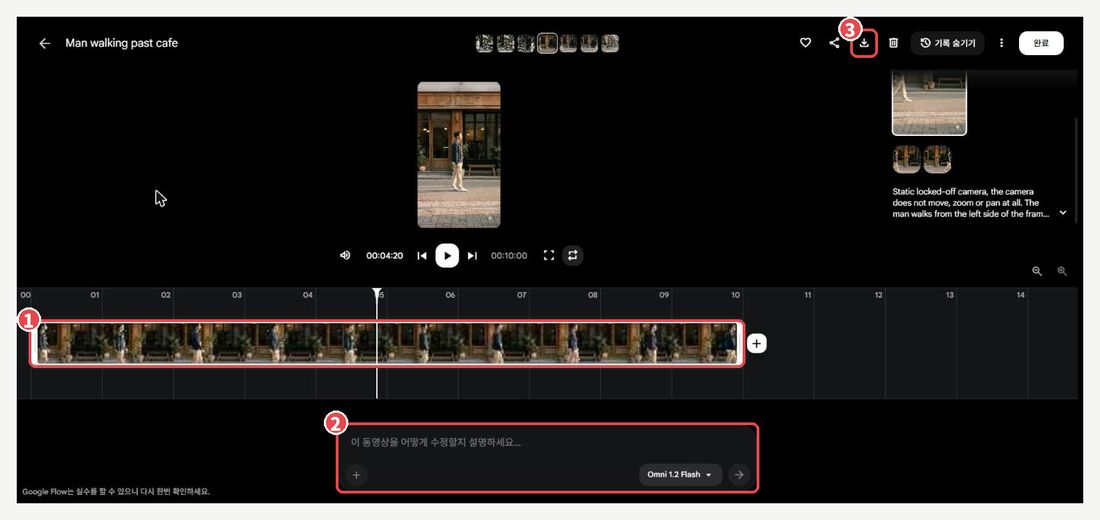 Man walking past cafe
3
기록 숨기기
완료
Static locked-off camera, the camera
does not move, zoom or pan at all. The
man walks from the left side of the fram...
00:04:20
00:10:00
00 01 02 03 04 05 06 07 08 09 10 11 12 13 14
1
2
이 동영상을 어떻게 수정할지 설명하세요...
Omni 1.2 Flash
Google Flow는 실수를 할 수 있으니 다시 한번 확인하세요.